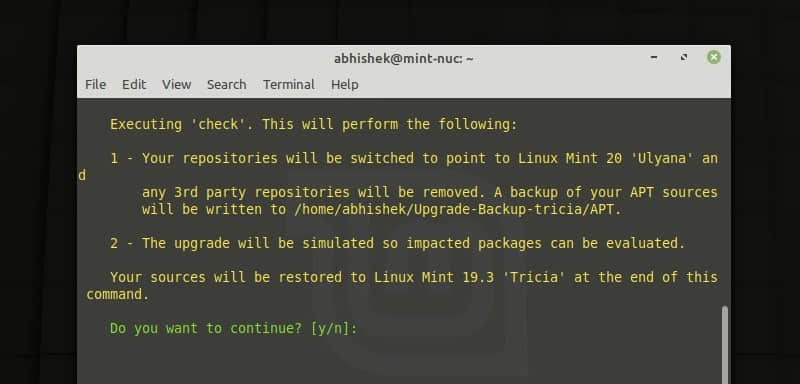 abhishek@mint-nuc: ~
File Edit View Search Terminal Help
Executing 'check'. This will perform the following:
1 - Your repositories will be switched to point to Linux Mint 20 'Ulyana' an
d
any 3rd party repositories will be removed. A backup of your APT sources
will be written to /home/abhishek/Upgrade-Backup-tricia/APT.
2 - The upgrade will be simulated so impacted packages can be evaluated.
Your sources will be restored to Linux Mint 19.3 'Tricia' at the end of this
command.
Do you want to continue? [y/n]: